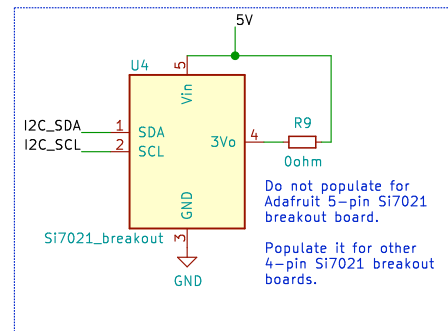 5V
U4
5
Vin
I2C_SDA
1
SDA
I2C_SCL
2
SCL
3Vo
4
R9
0ohm
GND
3
Si7021_breakout
GND
Do not populate for
Adafruit 5-pin Si7021
breakout board.
Populate it for other
4-pin Si7021 breakout
boards.